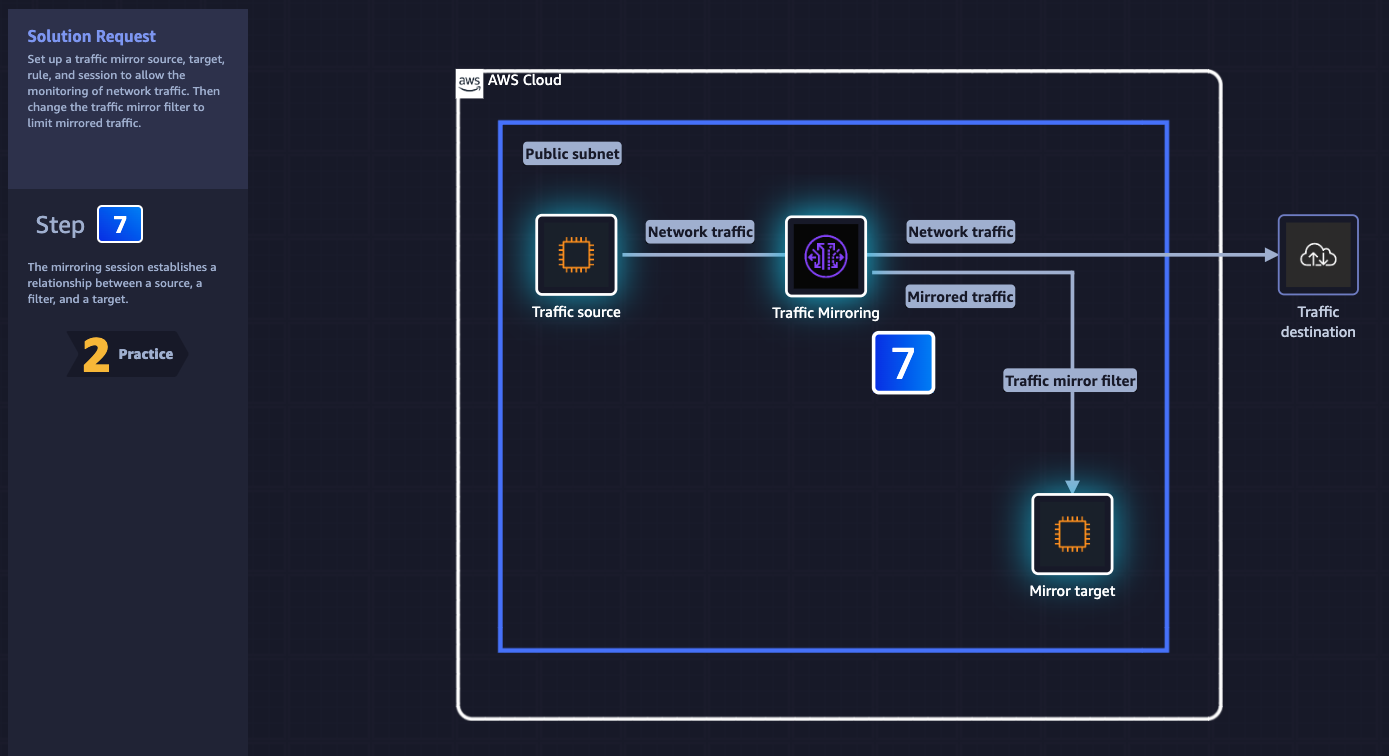 Solution Request
Set up a traffic mirror source, target,
rule, and session to allow the
monitoring of network traffic. Then
change the traffic mirror filter to
limit mirrored traffic.
Step 7
The mirroring session establishes a
relationship between a source, a
filter, and a target.
2 Practice
aws AWS Cloud
Public subnet
Network traffic
Network traffic
Mirrored traffic
Traffic source
Traffic Mirroring
Traffic
destination
7
Traffic mirror filter
Mirror target